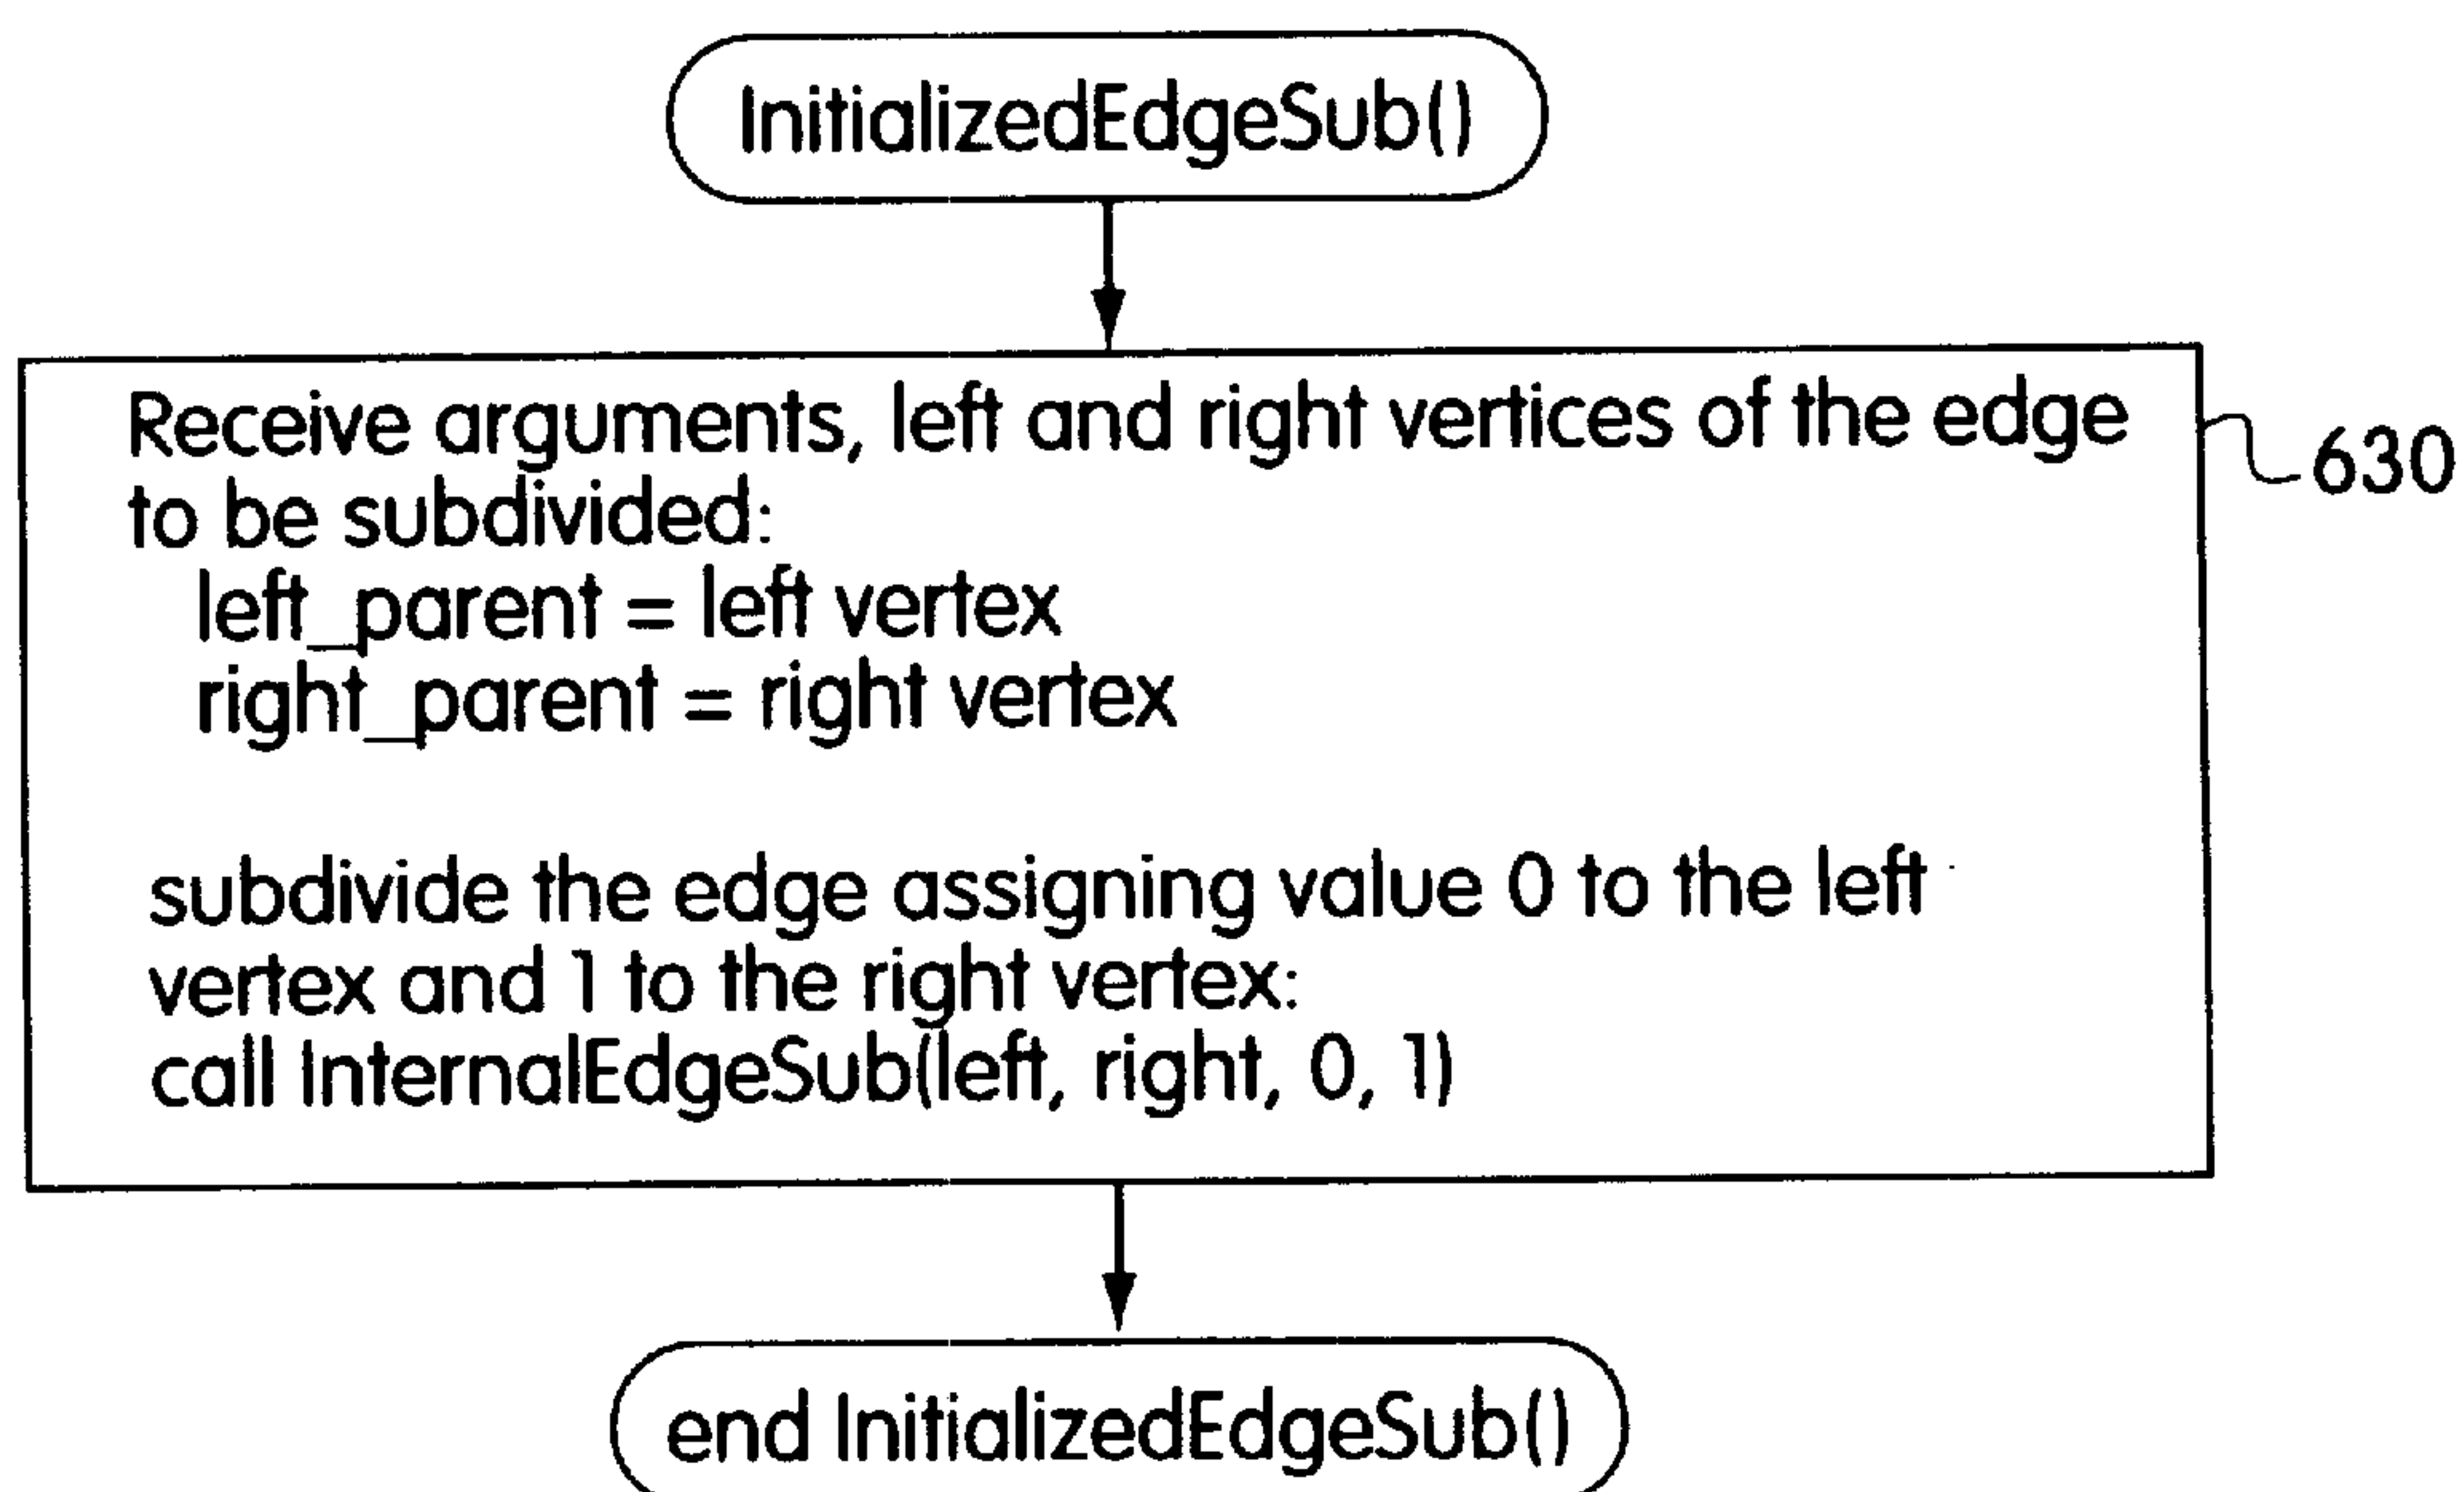 InitializedEdgeSub()
Receive arguments, left and right vertices of the edge
630
to be subdivided:
left_parent = left vertex
right_parent = right vertex
subdivide the edge assigning value 0 to the left
vertex and 1 to the right vertex:
call InternalEdgeSub(left, right, 0, 1)
end InitializedEdgeSub()